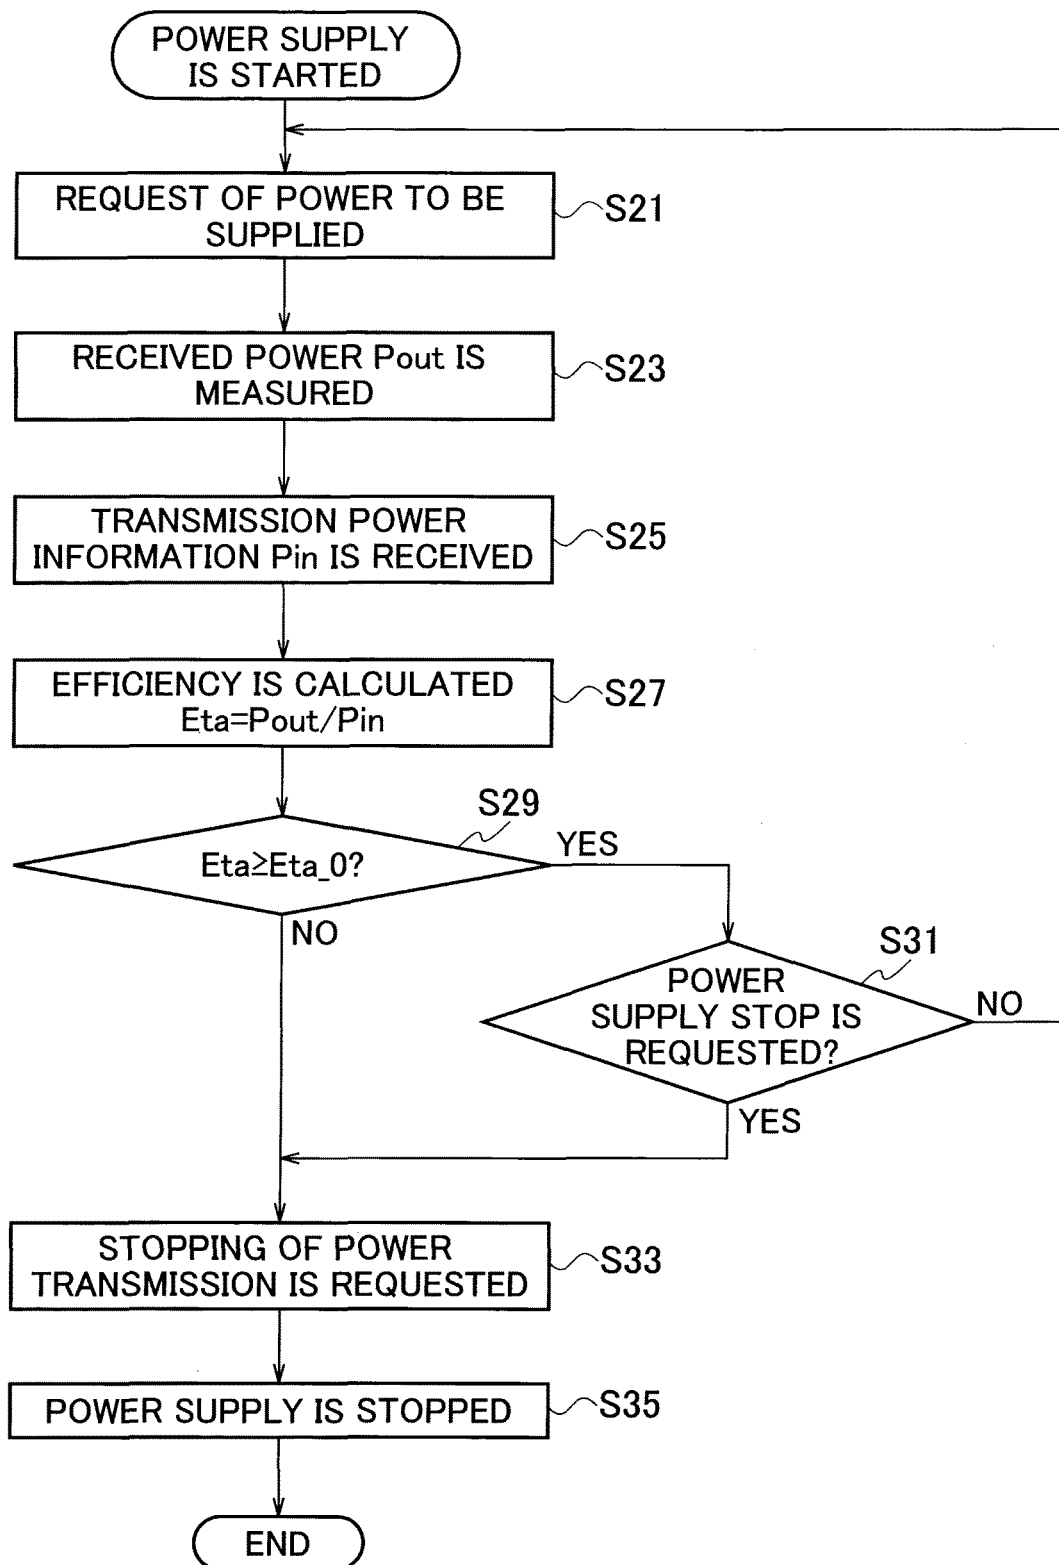 POWER SUPPLY
IS STARTED
REQUEST OF POWER TO BE
SUPPLIED
S21
RECEIVED POWER Pout IS
MEASURED
S23
TRANSMISSION POWER
INFORMATION Pin IS RECEIVED
S25
EFFICIENCY IS CALCULATED
Eta=Pout/Pin
S27
S29
Eta≥Eta_0?
YES
NO
S31
POWER
SUPPLY STOP IS
REQUESTED?
NO
YES
STOPPING OF POWER
TRANSMISSION IS REQUESTED
S33
POWER SUPPLY IS STOPPED
S35
END